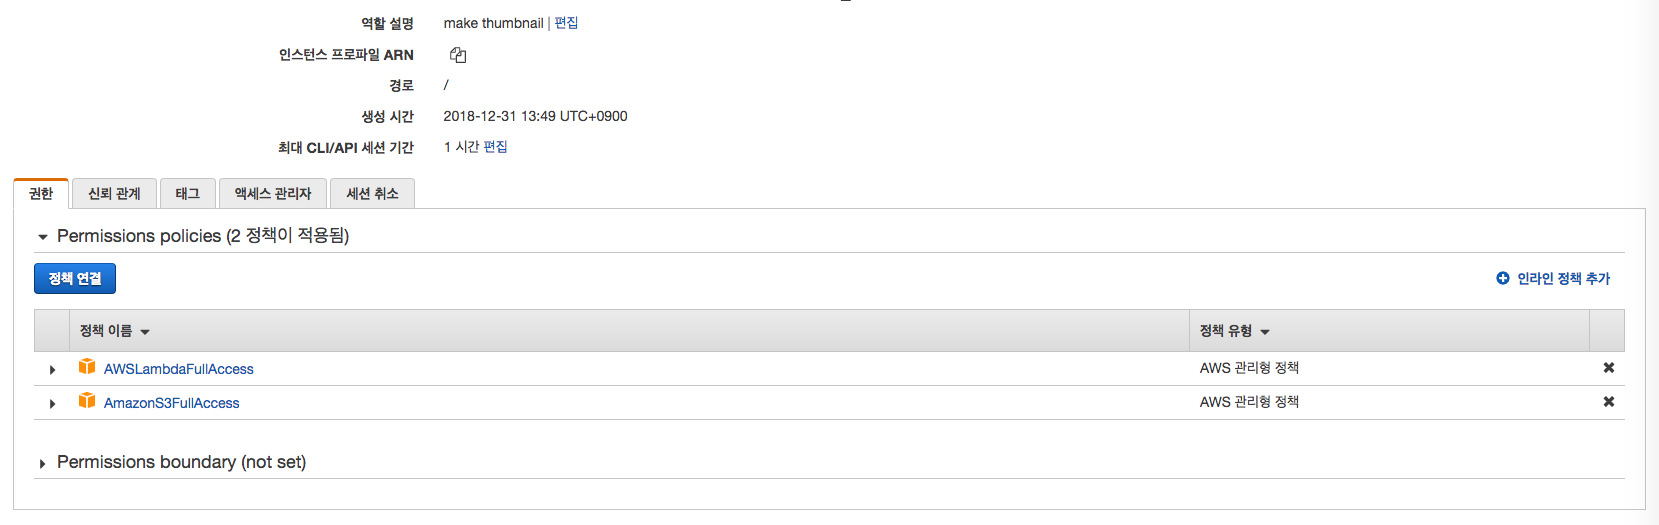 역할 설명 make thumbnail | 편집
인스턴스 프로파일 ARN
경로 /
생성 시간 2018-12-31 13:49 UTC+0900
최대 CLI/API 세션 기간 1 시간 편집
권한 신뢰 관계 태그 액세스 관리자 세션 취소
Permissions policies (2 정책이 적용됨)
정책 연결 인라인 정책 추가
정책 이름 정책 유형
AWSLambdaFullAccess AWS 관리형 정책
AmazonS3FullAccess AWS 관리형 정책
Permissions boundary (not set)